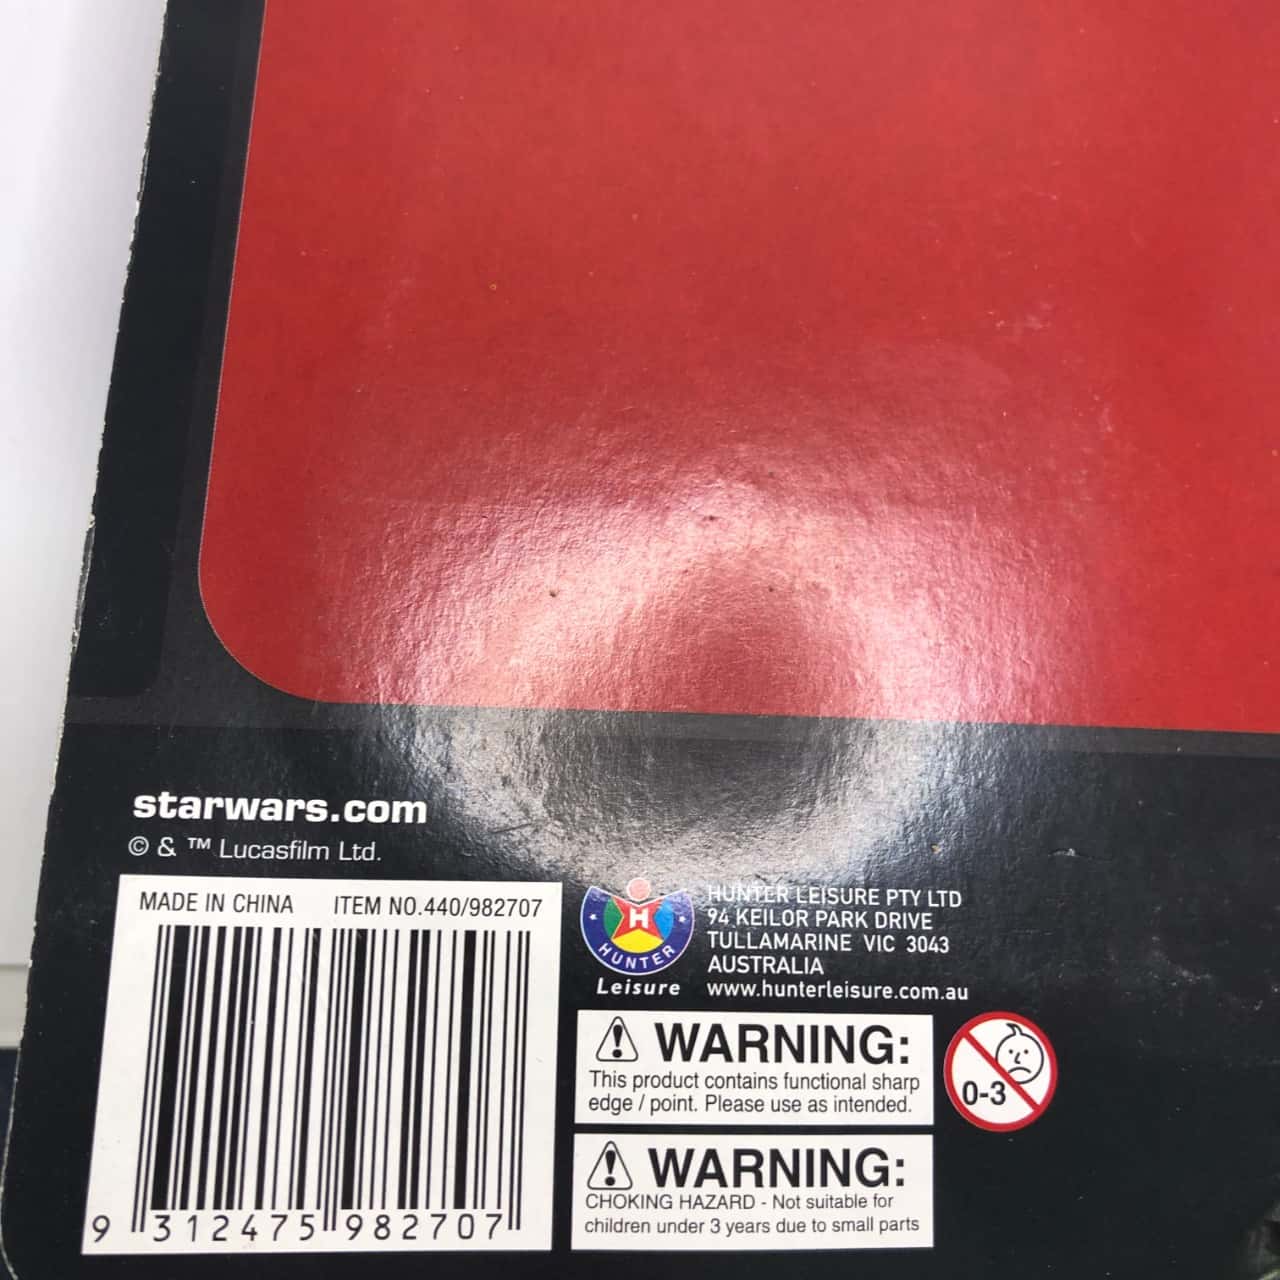 starwars.com
© & ™ Lucasfilm Ltd.
MADE IN CHINA ITEM NO.440/982707
9 312475 982707
H
HUNTER
Leisure
HUNTER LEISURE PTY LTD
94 KEILOR PARK DRIVE
TULLAMARINE VIC 3043
AUSTRALIA
www.hunterleisure.com.au
WARNING:
This product contains functional sharp
edge / point. Please use as intended.
0-3
WARNING:
CHOKING HAZARD - Not suitable for
children under 3 years due to small parts